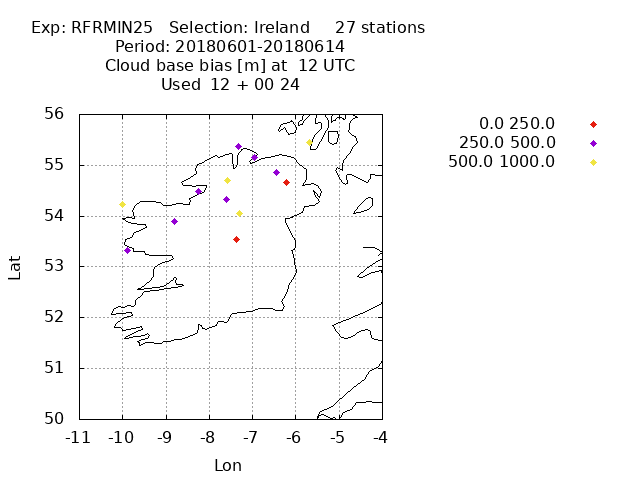 Exp: RFRMIN25   Selection: Ireland     27 stations
Period: 20180601-20180614
Cloud base bias [m] at  12 UTC
Used  12 + 00 24
0.0 250.0
250.0 500.0
500.0 1000.0
56
55
54
53
52
51
50
Lat
-11 -10 -9 -8 -7 -6 -5 -4
Lon